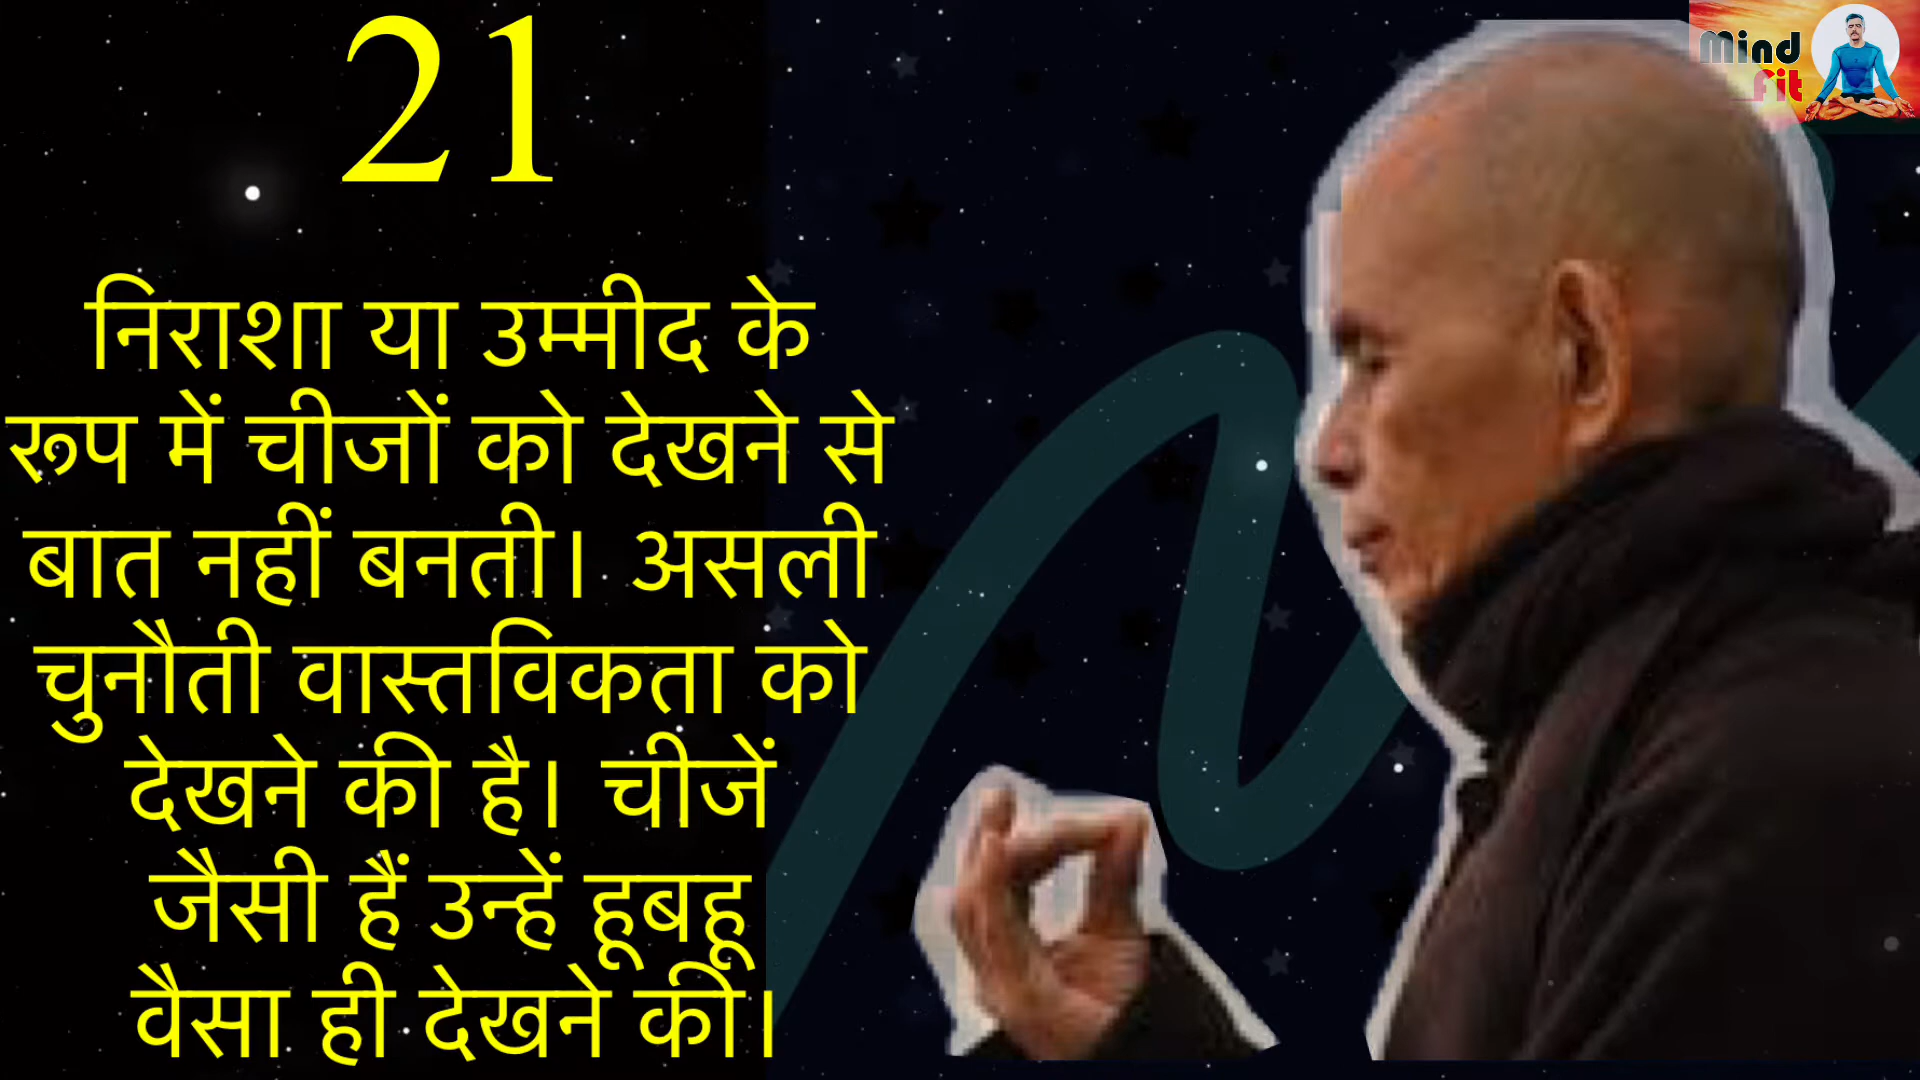 21
Mind
Fit
निराशा या उम्मीद के
रूप में चीजों को देखने से
बात नहीं बनती। असली
चुनौती वास्तविकता को
देखने की है। चीजें
जैसी हैं उन्हें हूबहू
वैसा ही देखने की।